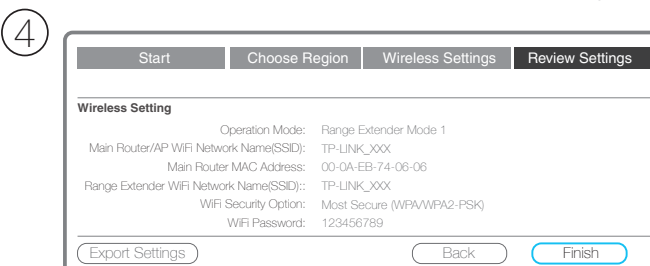 4
Start Choose Region Wireless Settings Review Settings
Wireless Setting
Operation Mode: Range Extender Mode 1
Main Router/AP WiFi Network Name(SSID): TP-LINK_XXX
Main Router MAC Address: 00-0A-EB-74-06-06
Range Extender WiFi Network Name(SSID):: TP-LINK_XXX
WiFi Security Option: Most Secure (WPA/WPA2-PSK)
WiFi Password: 123456789
Export Settings Back Finish